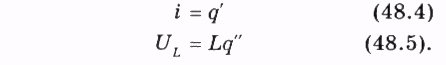 i = q′ (48.4)
U_L = Lq″ (48.5).